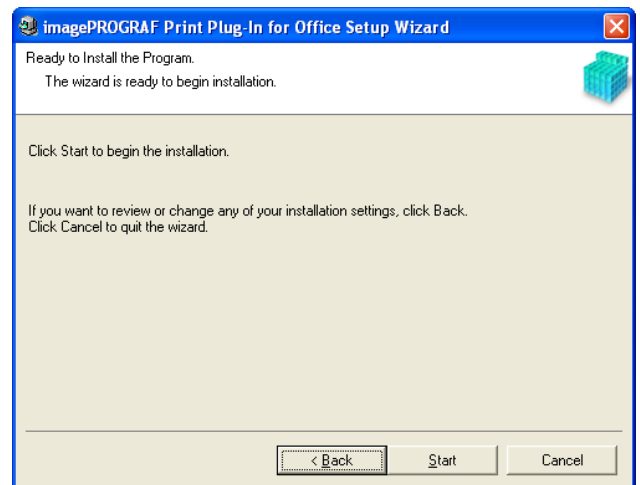 imagePROGRAF Print Plug-In for Office Setup Wizard
Ready to Install the Program.
The wizard is ready to begin installation.
Click Start to begin the installation.
If you want to review or change any of your installation settings, click Back.
Click Cancel to quit the wizard.
< Back
Start
Cancel